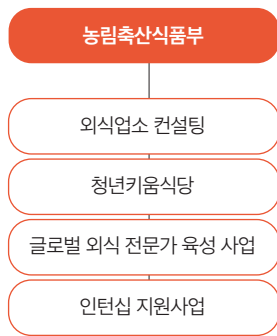 농림축산식품부
외식업소 컨설팅
청년키움식당
글로벌 외식 전문가 육성 사업
인턴십 지원사업